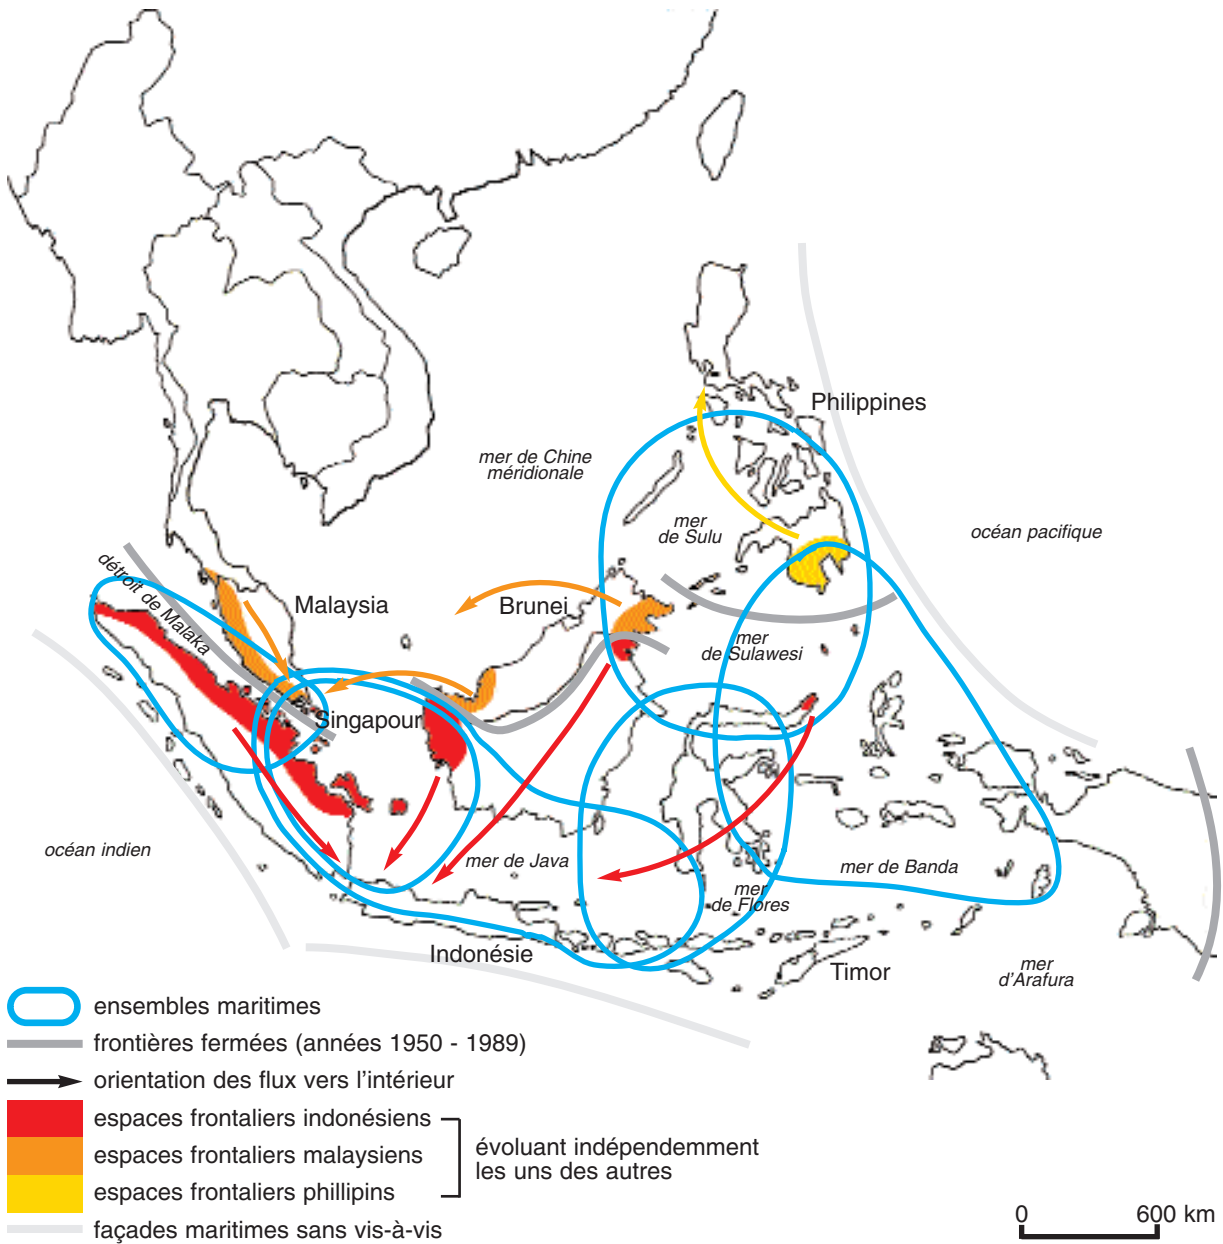 Philippines
mer de Chine
méridionale
mer
de Sulu
océan pacifique
détroit de Malaka
Malaysia
Brunei
mer
de Sulawesi
Singapour
océan indien
mer de Java
mer de Banda
mer
de Flores
Indonésie
Timor
mer
d'Arafura
ensembles maritimes
frontières fermées (années 1950 - 1989)
orientation des flux vers l'intérieur
espaces frontaliers indonésiens
espaces frontaliers malaysiens
espaces frontaliers phillipins
évoluant indépendemment
les uns des autres
façades maritimes sans vis-à-vis
0 600 km